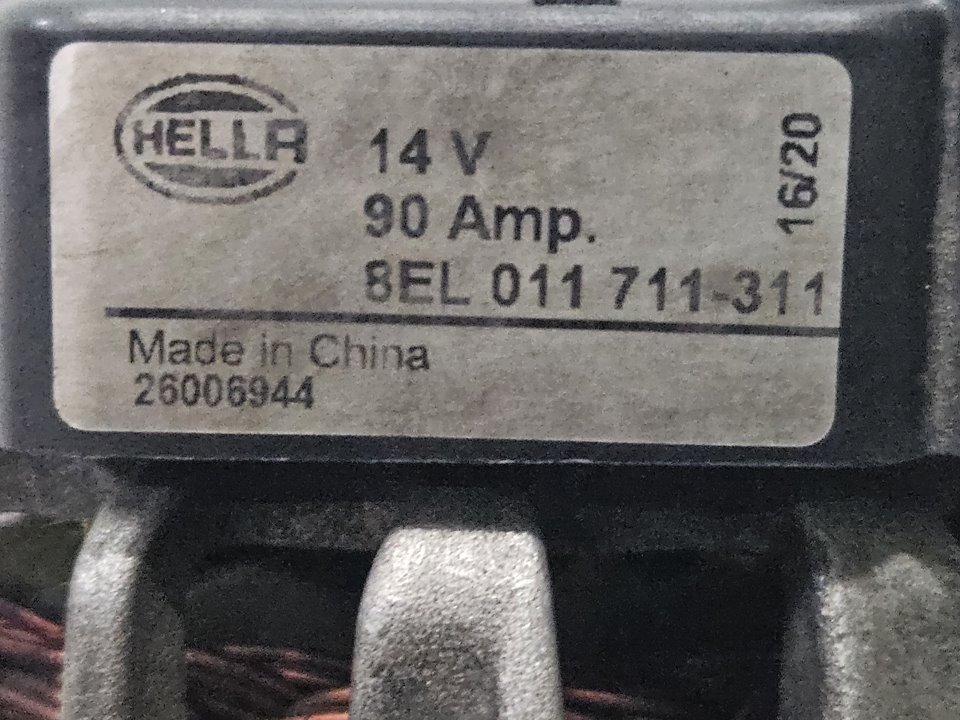 HELLA
14 V
90 Amp.
8EL 011 711-311
16/20
Made in China
26006944